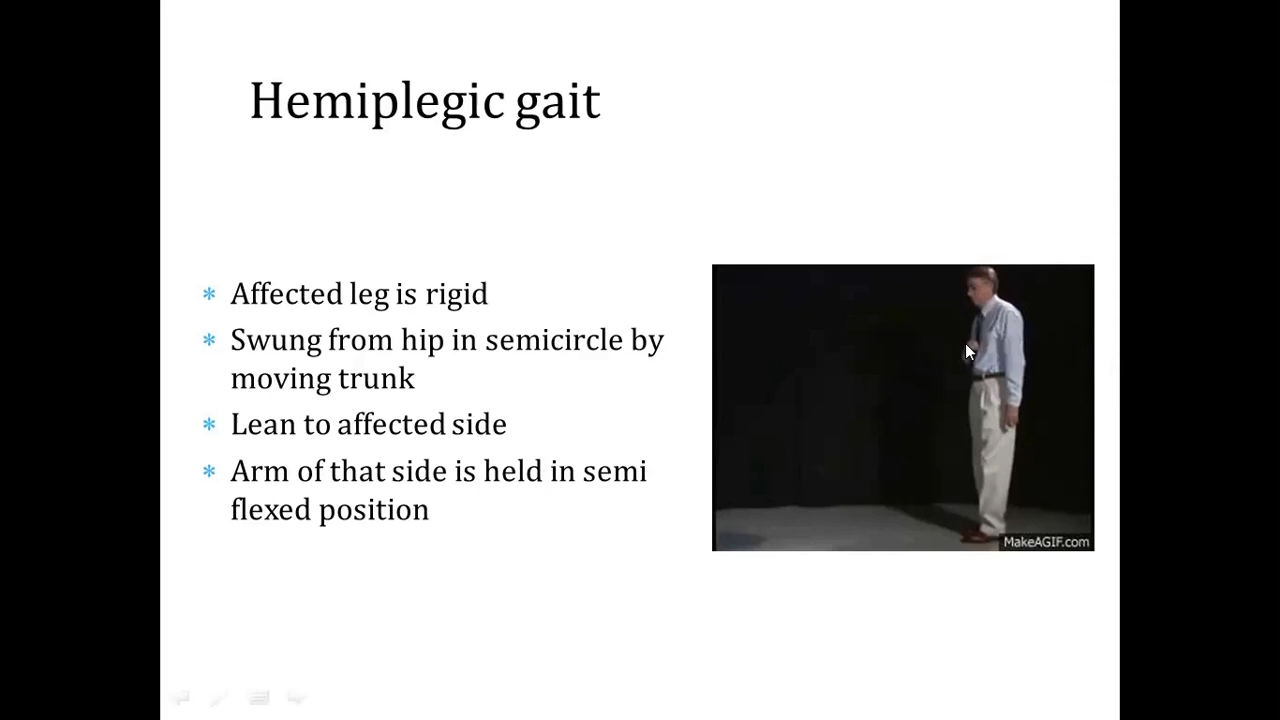 Hemiplegic gait
* Affected leg is rigid
* Swung from hip in semicircle by
moving trunk
* Lean to affected side
* Arm of that side is held in semi
flexed position
MakeAGIF.com